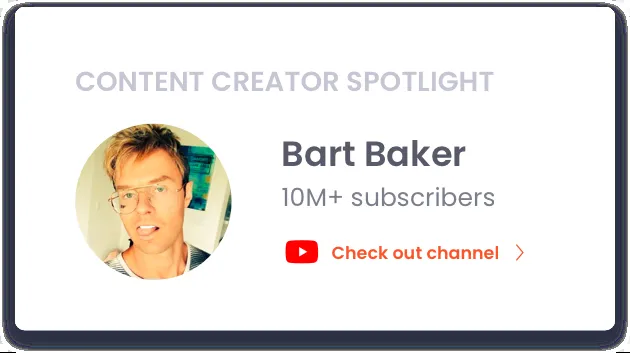 CONTENT CREATOR SPOTLIGHT
Bart Baker
10M+ subscribers
Check out channel